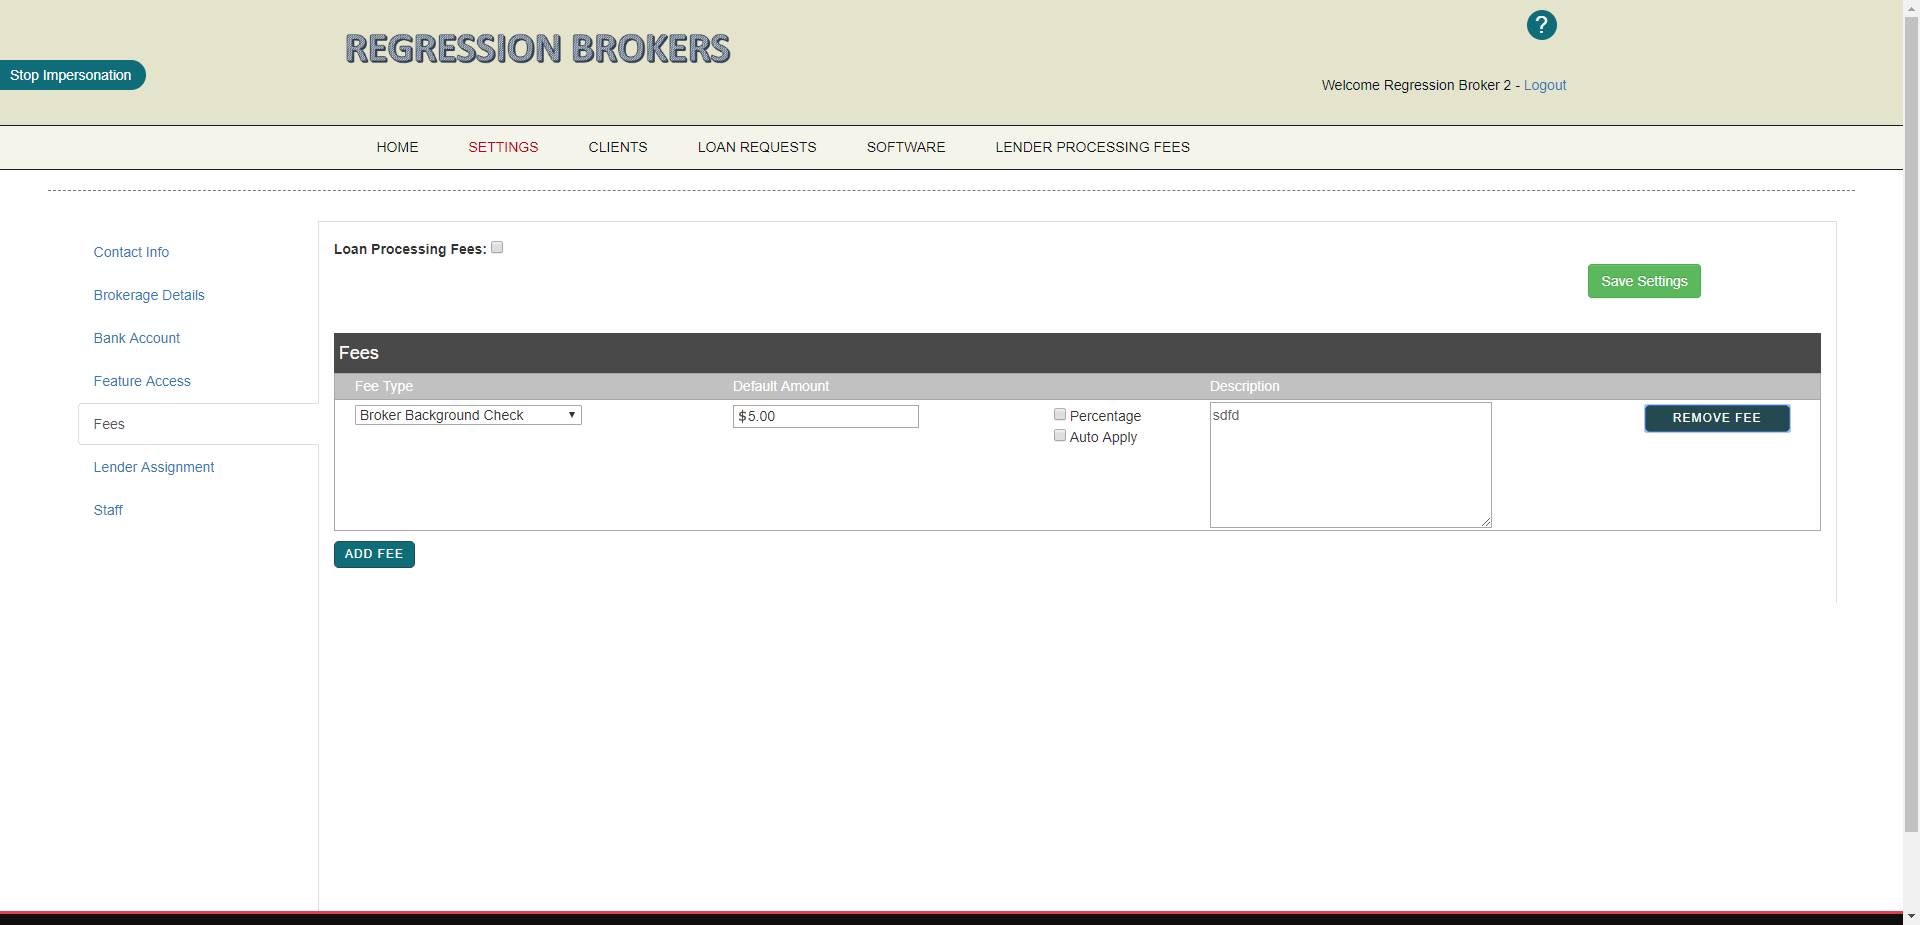 REGRESSION BROKERS
?
Stop Impersonation
Welcome Regression Broker 2 - Logout
HOME SETTINGS CLIENTS LOAN REQUESTS SOFTWARE LENDER PROCESSING FEES
Contact Info
Brokerage Details
Bank Account
Feature Access
Fees
Lender Assignment
Staff
Loan Processing Fees:
Save Settings
Fees
Fee Type Default Amount Description
Broker Background Check $5.00 Percentage sdfd REMOVE FEE
Auto Apply
ADD FEE